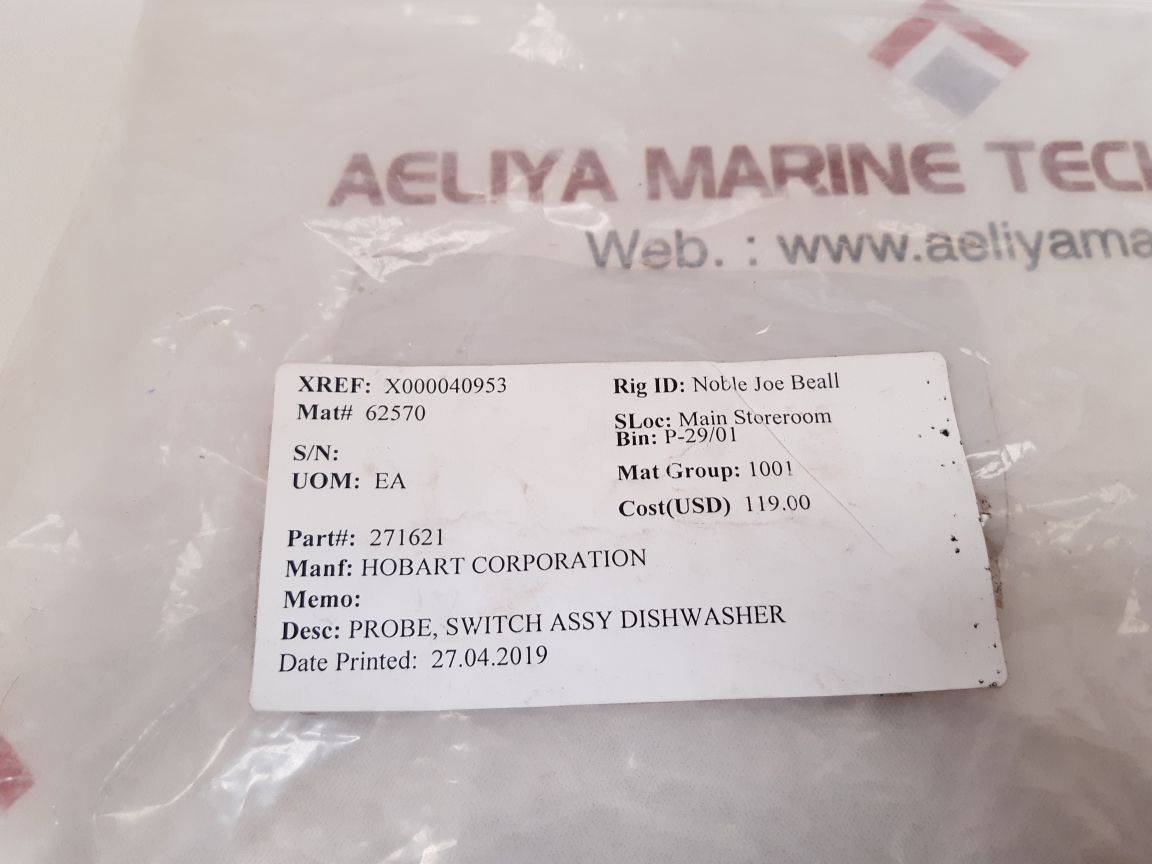 AELIYA MARINE TECH
Web. : www.aeliyama
XREF: X000040953
Mat# 62570
S/N:
UOM: EA
Rig ID: Noble Joe Beall
SLoc: Main Storeroom
Bin: P-29/01
Mat Group: 1001
Cost(USD) 119.00
Part#: 271621
Manf: HOBART CORPORATION
Memo:
Desc: PROBE, SWITCH ASSY DISHWASHER
Date Printed: 27.04.2019